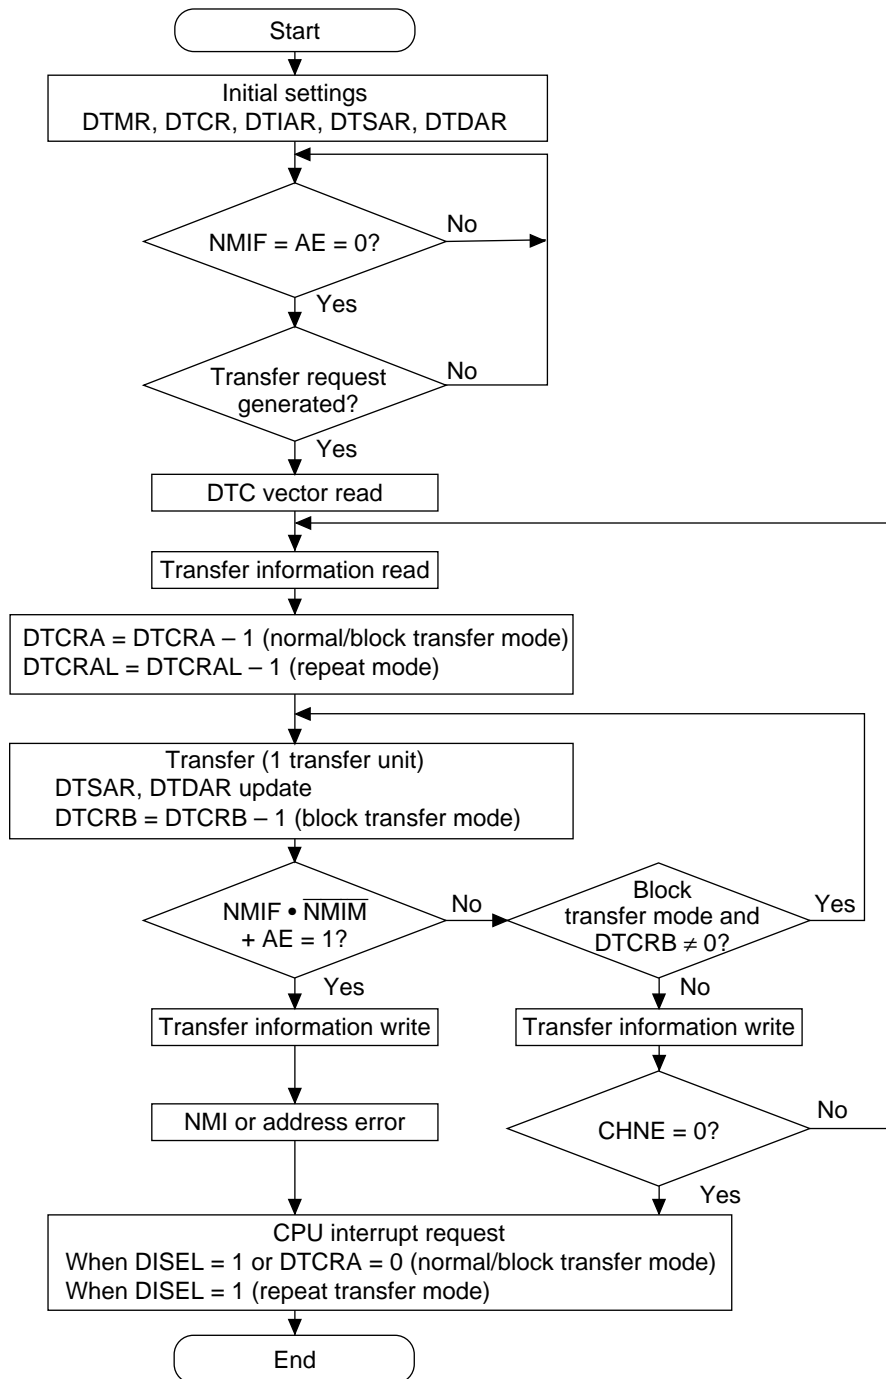 Start
Initial settings
DTMR, DTCR, DTIAR, DTSAR, DTDAR
NMIF = AE = 0?
No
Yes
Transfer request
generated?
No
Yes
DTC vector read
Transfer information read
DTCRA = DTCRA – 1 (normal/block transfer mode)
DTCRAL = DTCRAL – 1 (repeat mode)
Transfer (1 transfer unit)
DTSAR, DTDAR update
DTCRB = DTCRB – 1 (block transfer mode)
NMIF • N̅M̅I̅M̅
+ AE = 1?
No
Yes
Block
transfer mode and
DTCRB ≠ 0?
Yes
No
Transfer information write
Transfer information write
NMI or address error
CHNE = 0?
No
Yes
CPU interrupt request
When DISEL = 1 or DTCRA = 0 (normal/block transfer mode)
When DISEL = 1 (repeat transfer mode)
End